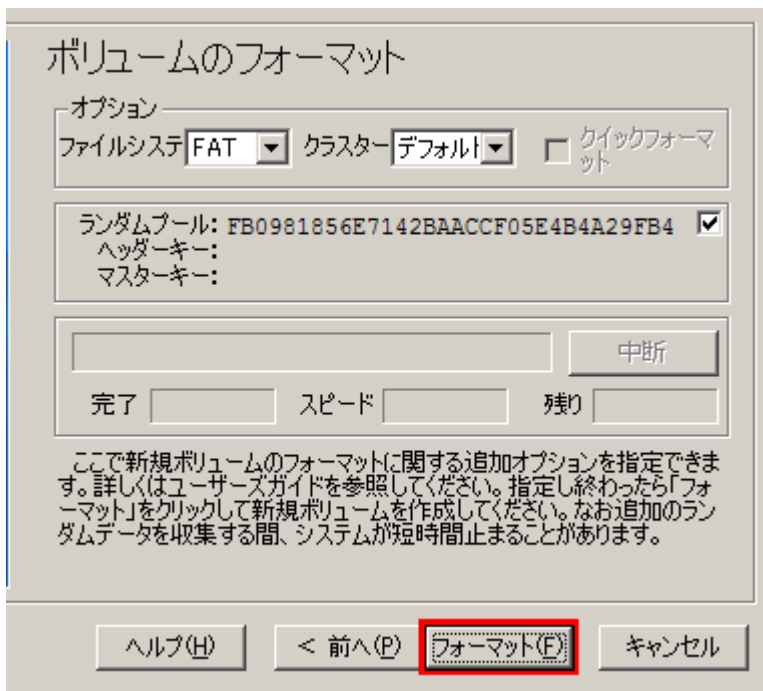 ボリュームのフォーマット
オプション
ファイルシステ FAT クラスター デフォルト クイックフォーマ
ット
ランダムプール: FB0981856E7142BAACCF05E4B4A29FB4
ヘッダーキー:
マスターキー:
中断
完了 スピード 残り
ここで新規ボリュームのフォーマットに関する追加オプションを指定できま
す。詳しくはユーザーズガイドを参照してください。指定し終わったら「フォ
ーマット」をクリックして新規ボリュームを作成してください。なお追加のラン
ダムデータを収集する間、システムが短時間止まることがあります。
ヘルプ(H) < 前へ(P) フォーマット(F) キャンセル